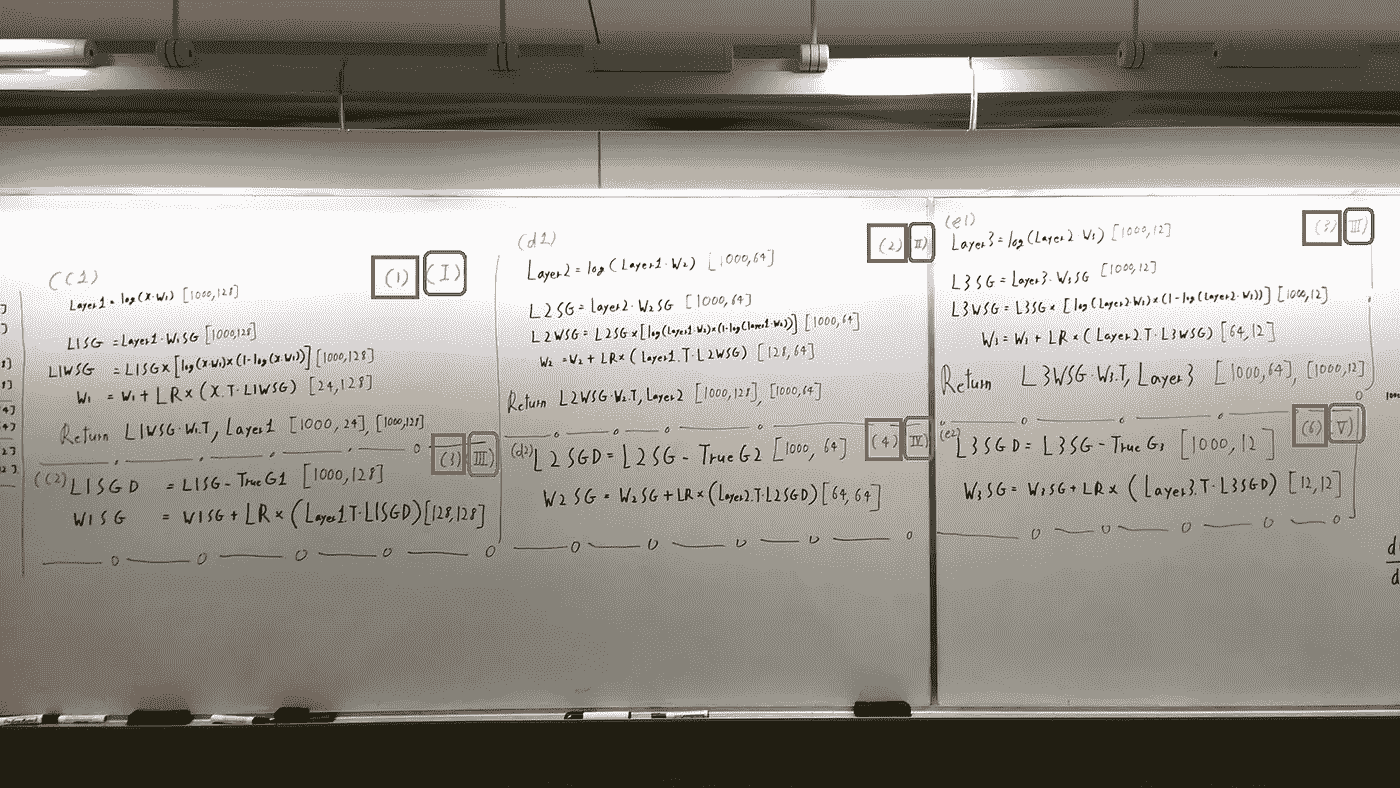 (C1) (1) (I)
Layer1 = log(X·W1) [1000,128]
L1SG = Layer1·W1SG [1000,128]
L1WSG = L1SG×[log(X·W1)×(1-log(X·W1))] [1000,128]
W1 = W1+LR×(X.T·L1WSG) [24,128]
Return L1WSG·W1.T, Layer1 [1000,24], [1000,128]
(3) (III)
(C2) L1SGD = L1SG-TrueG1 [1000,128]
W1SG = W1SG+LR×(Layer1.T·L1SGD)[128,128]
(d1) (2) (II)
Layer2 = log(Layer1·W2) [1000,64]
L2SG = Layer2·W2SG [1000,64]
L2WSG = L2SG×[log(Layer1·W2)×(1-log(Layer1·W2))] [1000,64]
W2 = W2+LR×(Layer1.T·L2WSG) [128,64]
Return L2WSG·W2.T, Layer2 [1000,128], [1000,64]
(d2) L2SGD = L2SG-TrueG2 [1000,64] (4) (IV)
W2SG = W2SG+LR×(Layer2.T·L2SGD)[64,64]
(e1) (3) (III)
Layer3 = log(Layer2·W3) [1000,12]
L3SG = Layer3·W3SG [1000,12]
L3WSG = L3SG×[log(Layer2·W3)×(1-log(Layer2·W3))] [1000,12]
W3 = W3+LR×(Layer2.T·L3WSG) [64,12]
Return L3WSG·W3.T, Layer3 [1000,64], [1000,12]
(6) (V)
(e2) L3SGD = L3SG-TrueG3 [1000,12]
W3SG = W3SG+LR×(Layer3.T·L3SGD) [12,12]